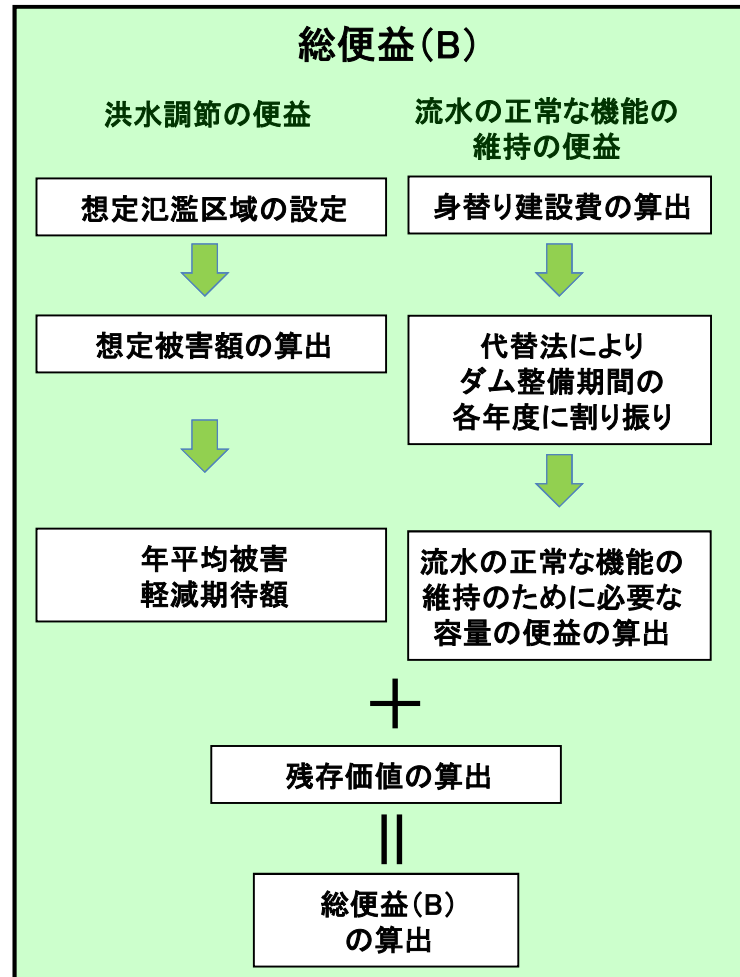 総便益(B)
洪水調節の便益
想定氾濫区域の設定
想定被害額の算出
年平均被害
軽減期待額
流水の正常な機能の
維持の便益
身替り建設費の算出
代替法により
ダム整備期間の
各年度に割り振り
流水の正常な機能の
維持のために必要な
容量の便益の算出
＋
残存価値の算出
総便益(B)
の算出